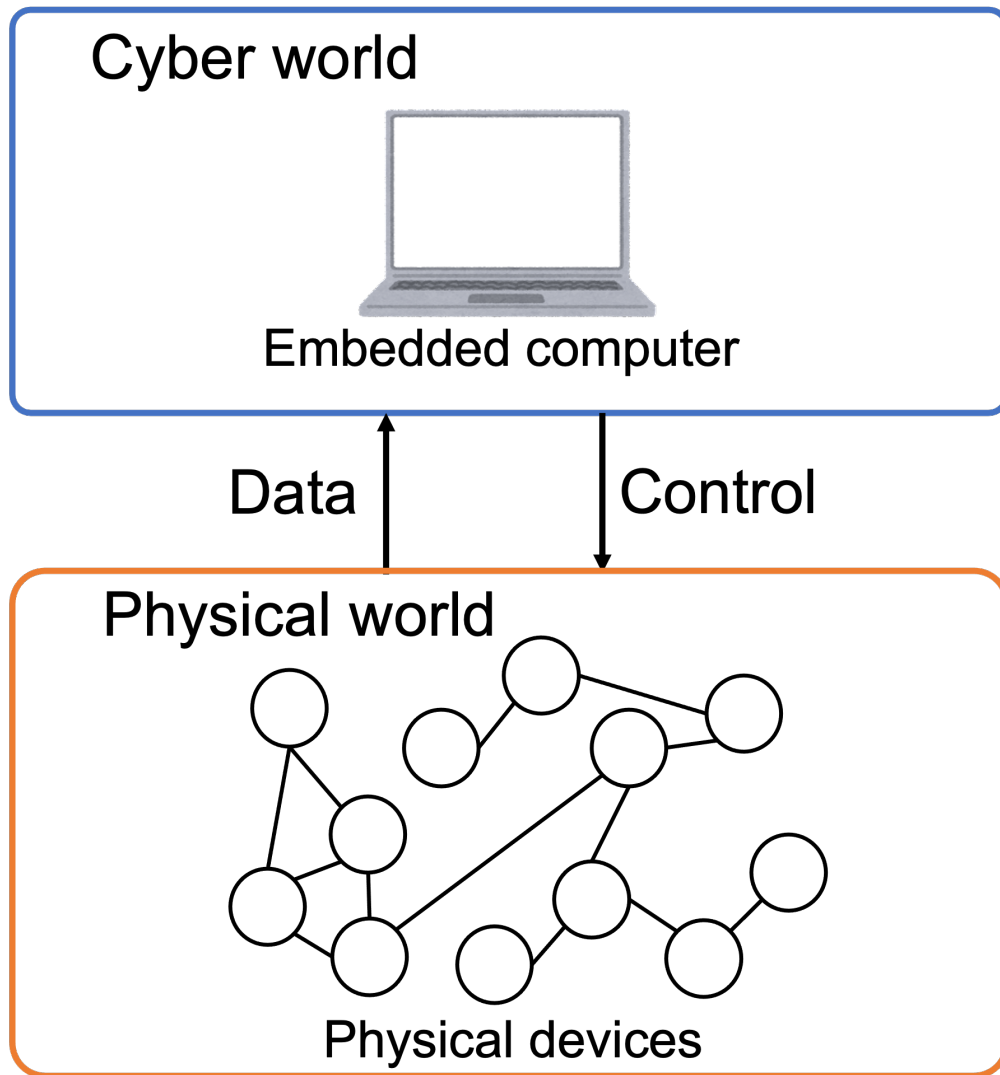 Cyber world
Embedded computer
Data
Control
Physical world
Physical devices